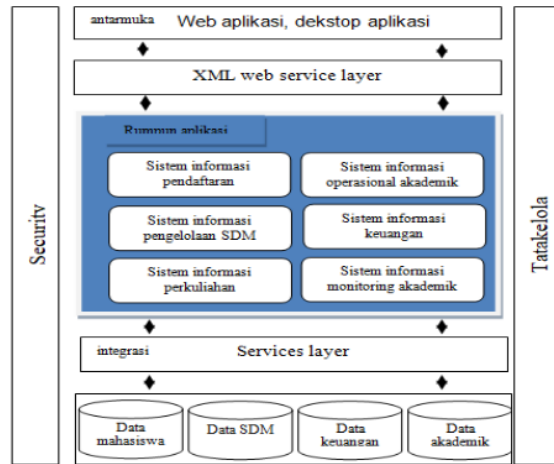 antarmuka
Web aplikasi, dekstop aplikasi
XML web service layer
Rumpun aplikasi
Sistem informasi
pendaftaran
Sistem informasi
operasional akademik
Sistem informasi
pengelolaan SDM
Sistem informasi
keuangan
Sistem informasi
perkuliahan
Sistem informasi
monitoring akademik
integrasi
Services layer
Data
mahasiswa
Data SDM
Data
keuangan
Data
akademik
Security
Tatakelola